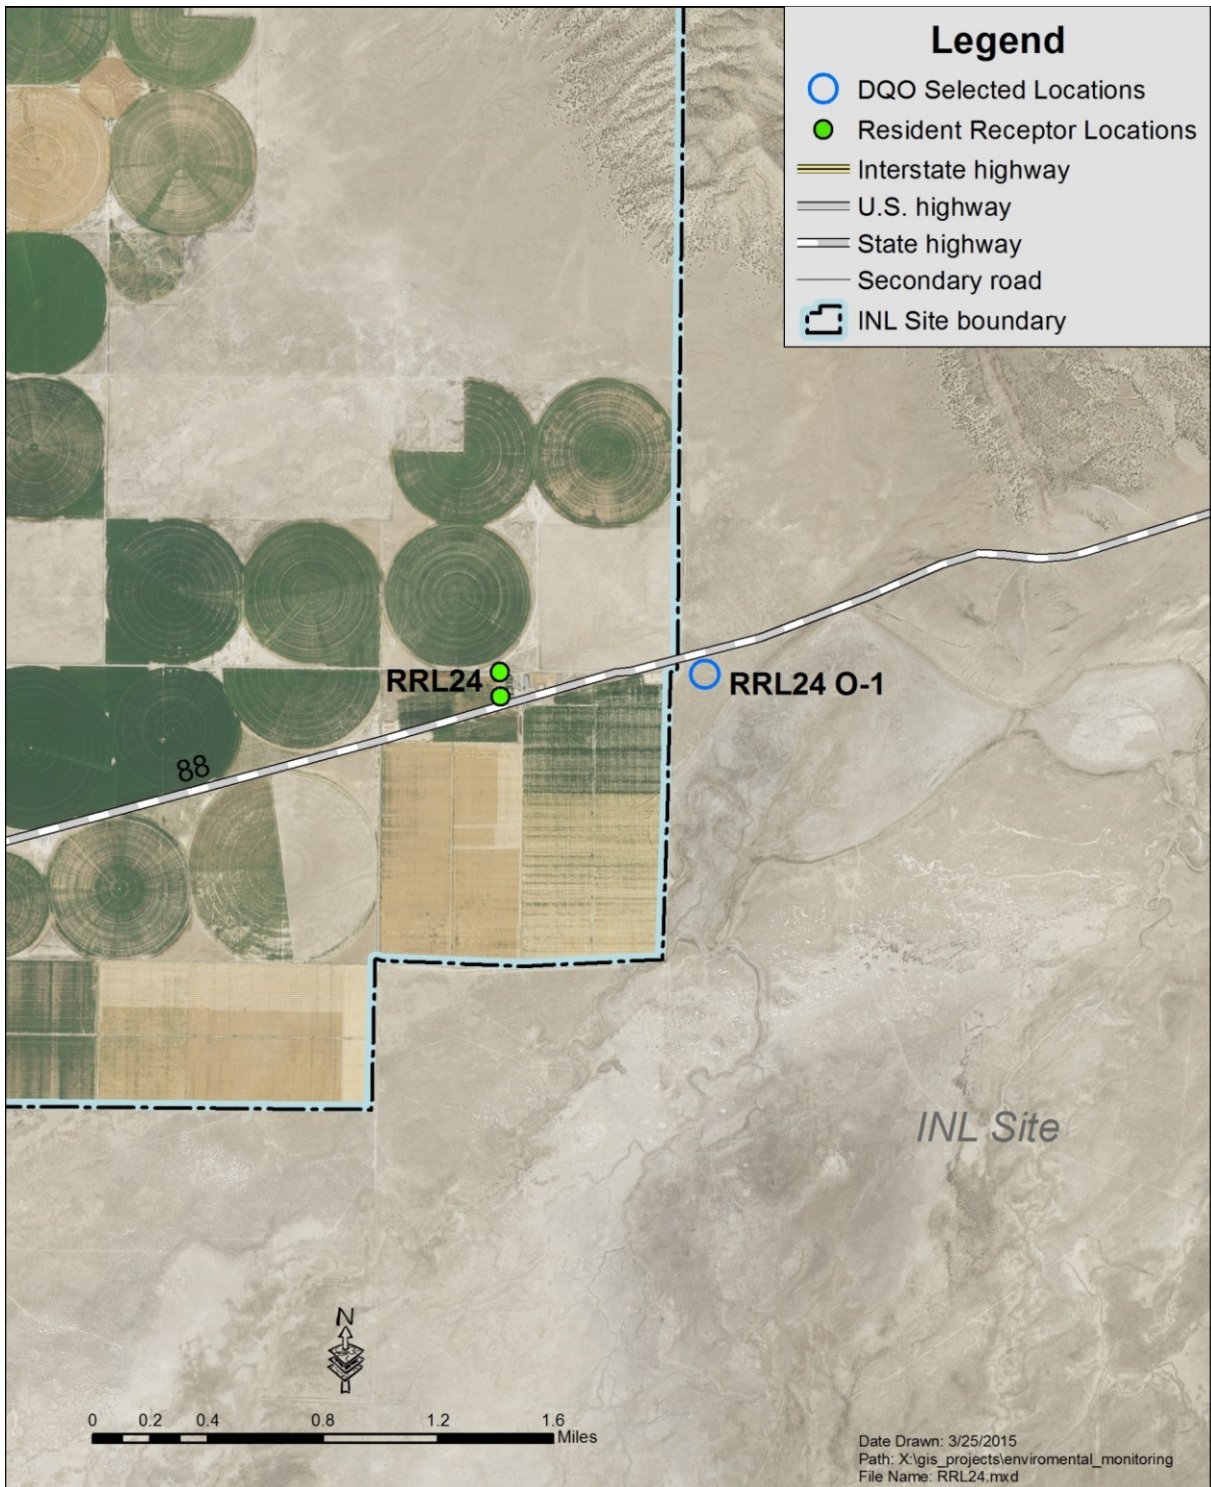 Legend
DQO Selected Locations
Resident Receptor Locations
Interstate highway
U.S. highway
State highway
Secondary road
INL Site boundary
RRL24
RRL24 O-1
88
INL Site
N
0 0.2 0.4 0.8 1.2 1.6
Miles
Date Drawn: 3/25/2015
Path: X:\gis_projects\enviromental_monitoring
File Name: RRL24.mxd